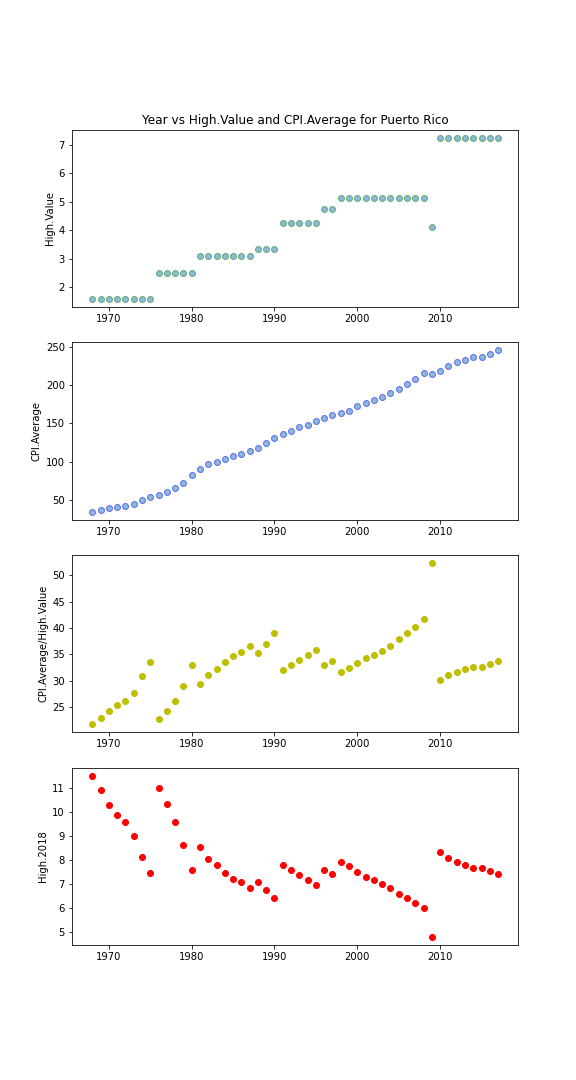 Year vs High.Value and CPI.Average for Puerto Rico
High.Value
7
6
5
4
3
2
1970 1980 1990 2000 2010
CPI.Average
250
200
150
100
50
1970 1980 1990 2000 2010
CPI.Average/High.Value
50
45
40
35
30
25
1970 1980 1990 2000 2010
High.2018
11
10
9
8
7
6
5
1970 1980 1990 2000 2010